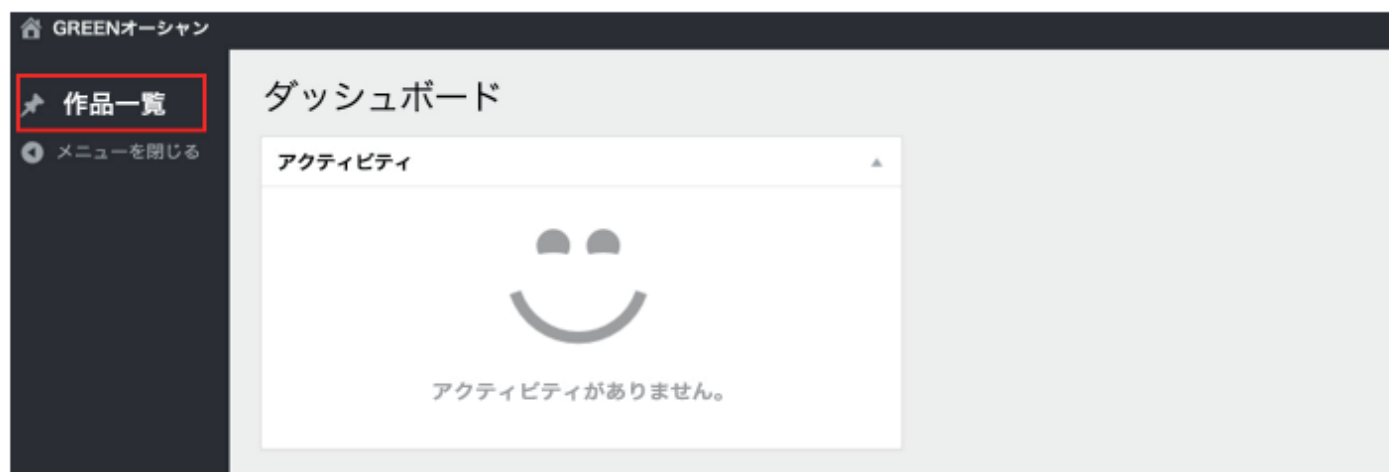 GREENオーシャン
作品一覧
メニューを閉じる
ダッシュボード
アクティビティ
アクティビティがありません。